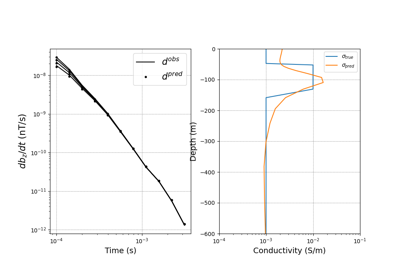 db_z/dt (nT/s)
10^-8
10^-9
10^-10
10^-11
10^-12
10^-4
10^-3
Time (s)
d^obs
d^pred
Depth (m)
0
−100
−200
−300
−400
−500
−600
10^-4
10^-3
10^-2
10^-1
Conductivity (S/m)
σ_true
σ_pred